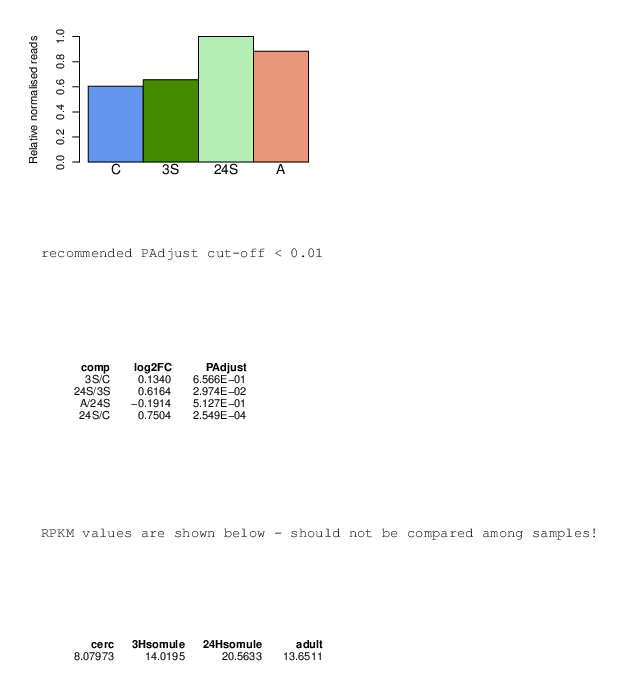 Relative normalised reads
1.0
0.8
0.6
0.4
0.2
0.0
C 3S 24S A
recommended PAdjust cut-off < 0.01
comp log2FC PAdjust
3S/C 0.1340 6.566E−01
24S/3S 0.6164 2.974E−02
A/24S −0.1914 5.127E−01
24S/C 0.7504 2.549E−04
RPKM values are shown below - should not be compared among samples!
cerc 3Hsomule 24Hsomule adult
8.07973 14.0195 20.5633 13.6511